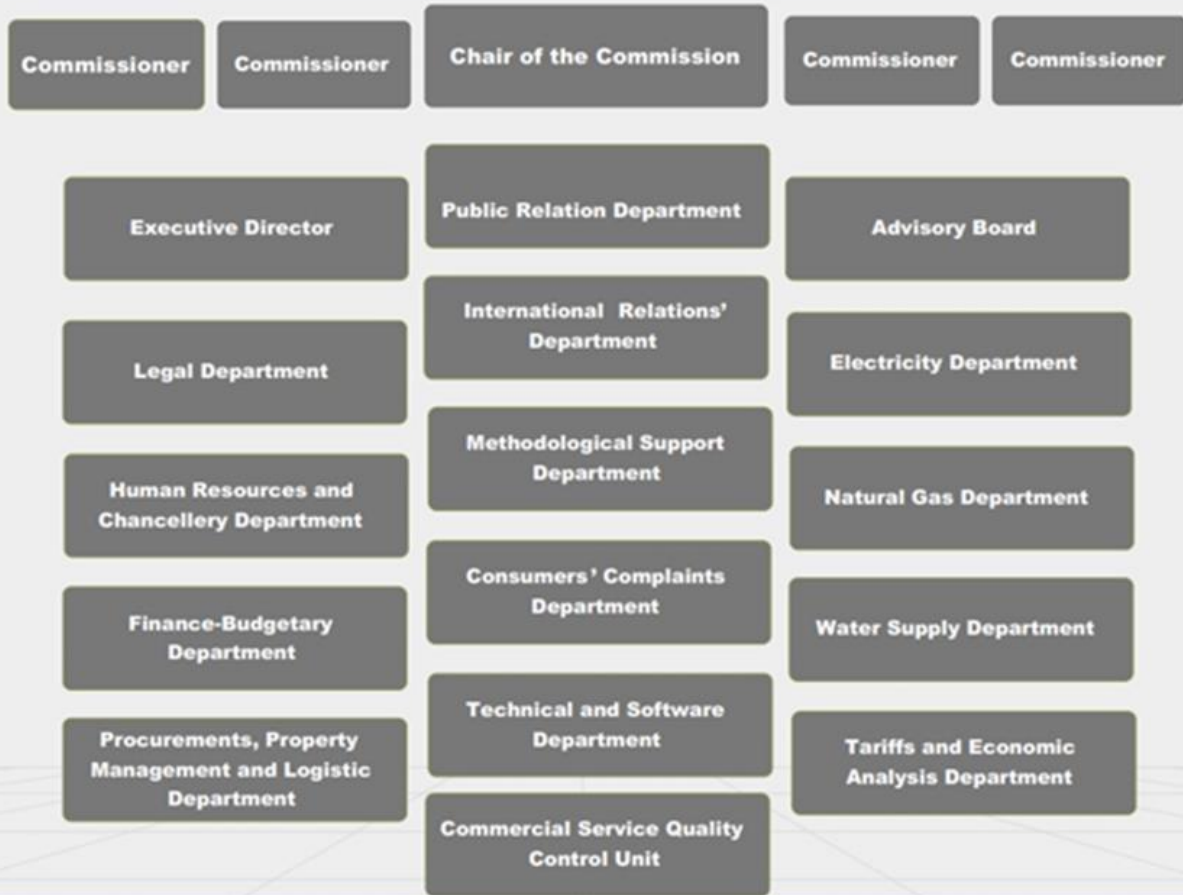 Commissioner
Commissioner
Chair of the Commission
Commissioner
Commissioner
Executive Director
Legal Department
Human Resources and
Chancellery Department
Finance-Budgetary
Department
Procurements, Property
Management and Logistic
Department
Public Relation Department
International Relations’
Department
Methodological Support
Department
Consumers’ Complaints
Department
Technical and Software
Department
Commercial Service Quality
Control Unit
Advisory Board
Electricity Department
Natural Gas Department
Water Supply Department
Tariffs and Economic
Analysis Department